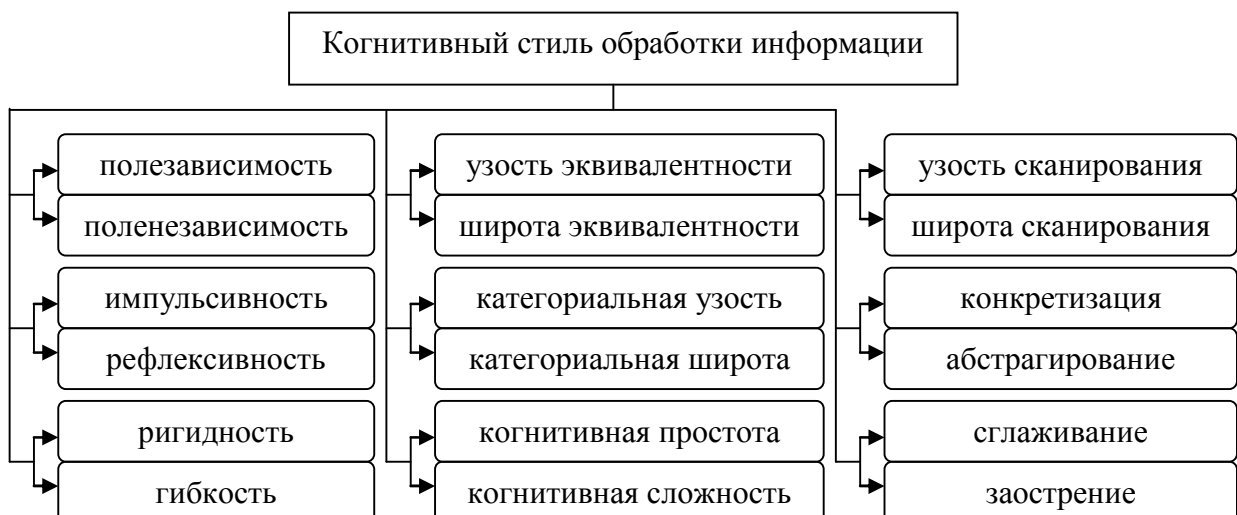 Когнитивный стиль обработки информации
полезависимость
поленезависимость
импульсивность
рефлексивность
ригидность
гибкость
узость эквивалентности
широта эквивалентности
категориальная узость
категориальная широта
когнитивная простота
когнитивная сложность
узость сканирования
широта сканирования
конкретизация
абстрагирование
сглаживание
заострение